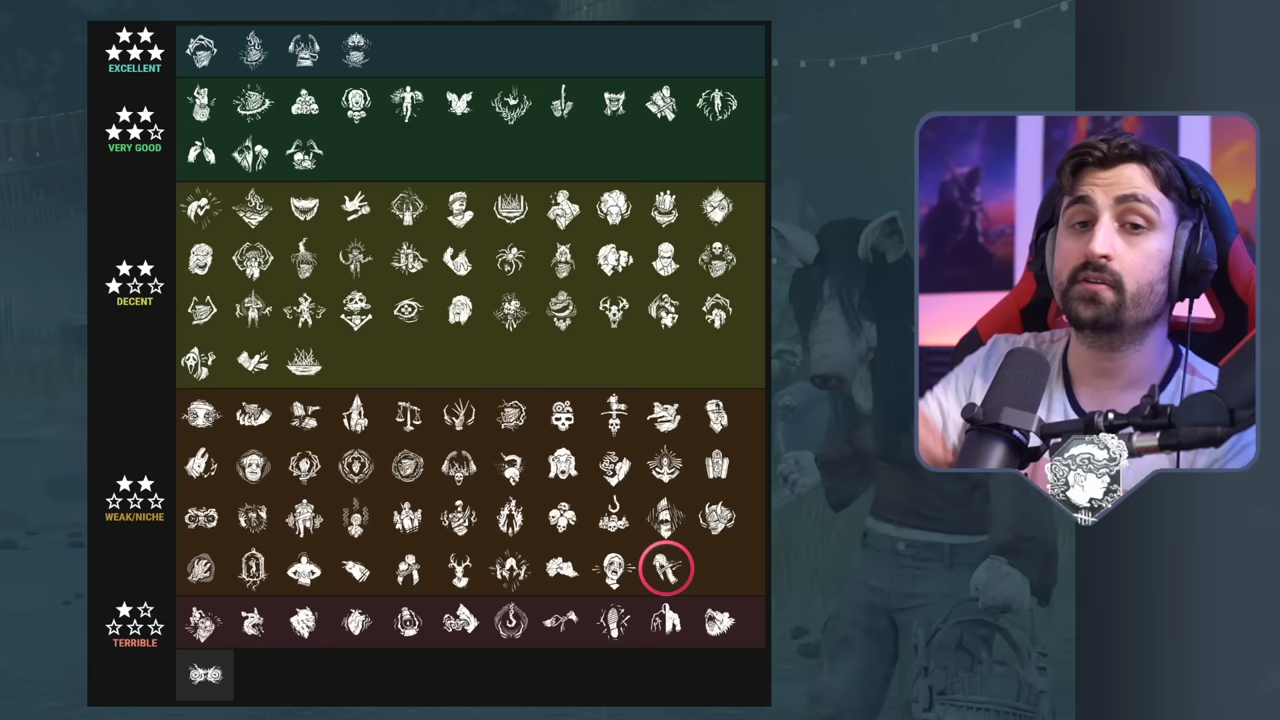 EXCELLENT
VERY GOOD
DECENT
WEAK/NICHE
TERRIBLE